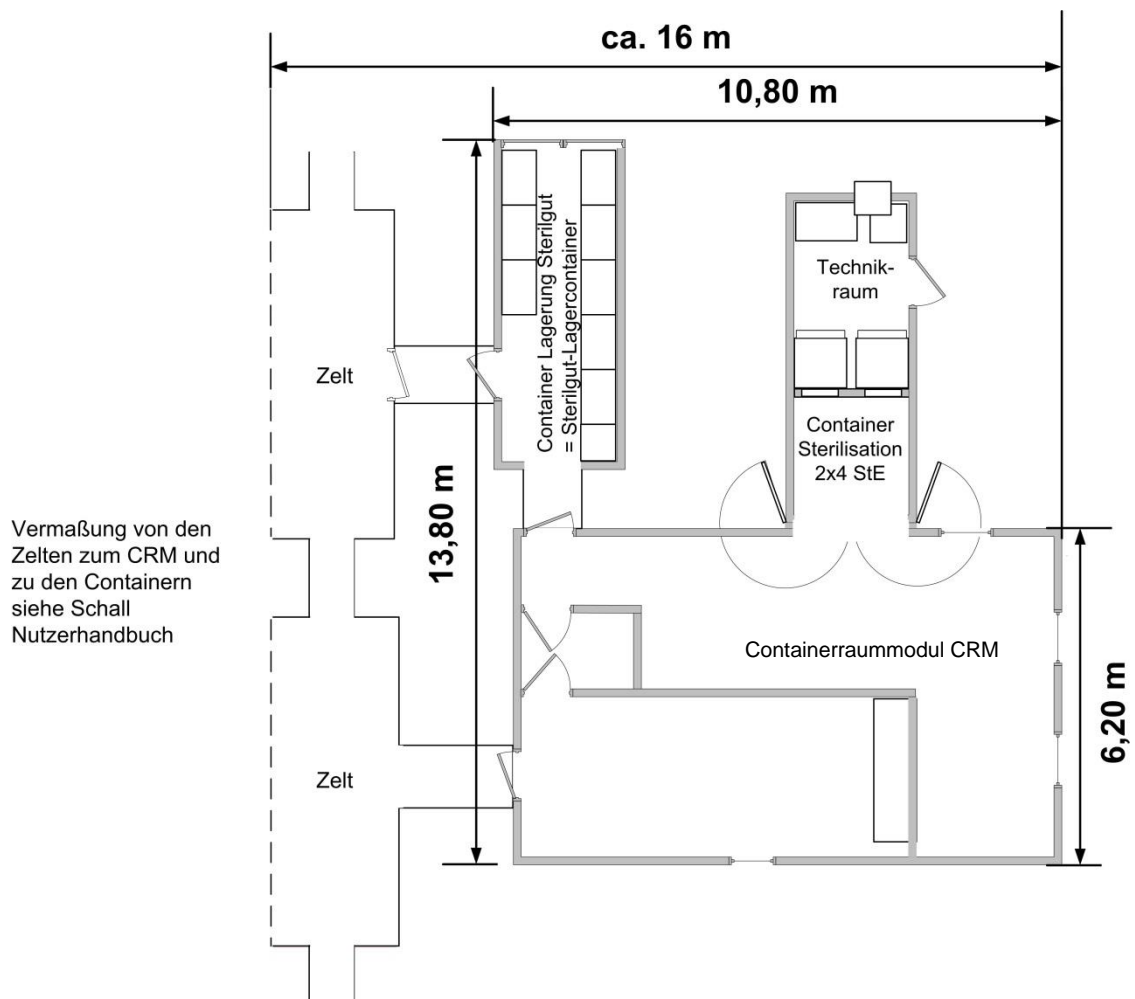 ca. 16 m
10,80 m
Container Lagerung Sterilgut
= Sterilgut-Lagercontainer
Technik-
raum
Zelt
Container
Sterilisation
2x4 StE
13,80 m
Vermaßung von den
Zelten zum CRM und
zu den Containern
siehe Schall
Nutzerhandbuch
Containerraummodul CRM
6,20 m
Zelt